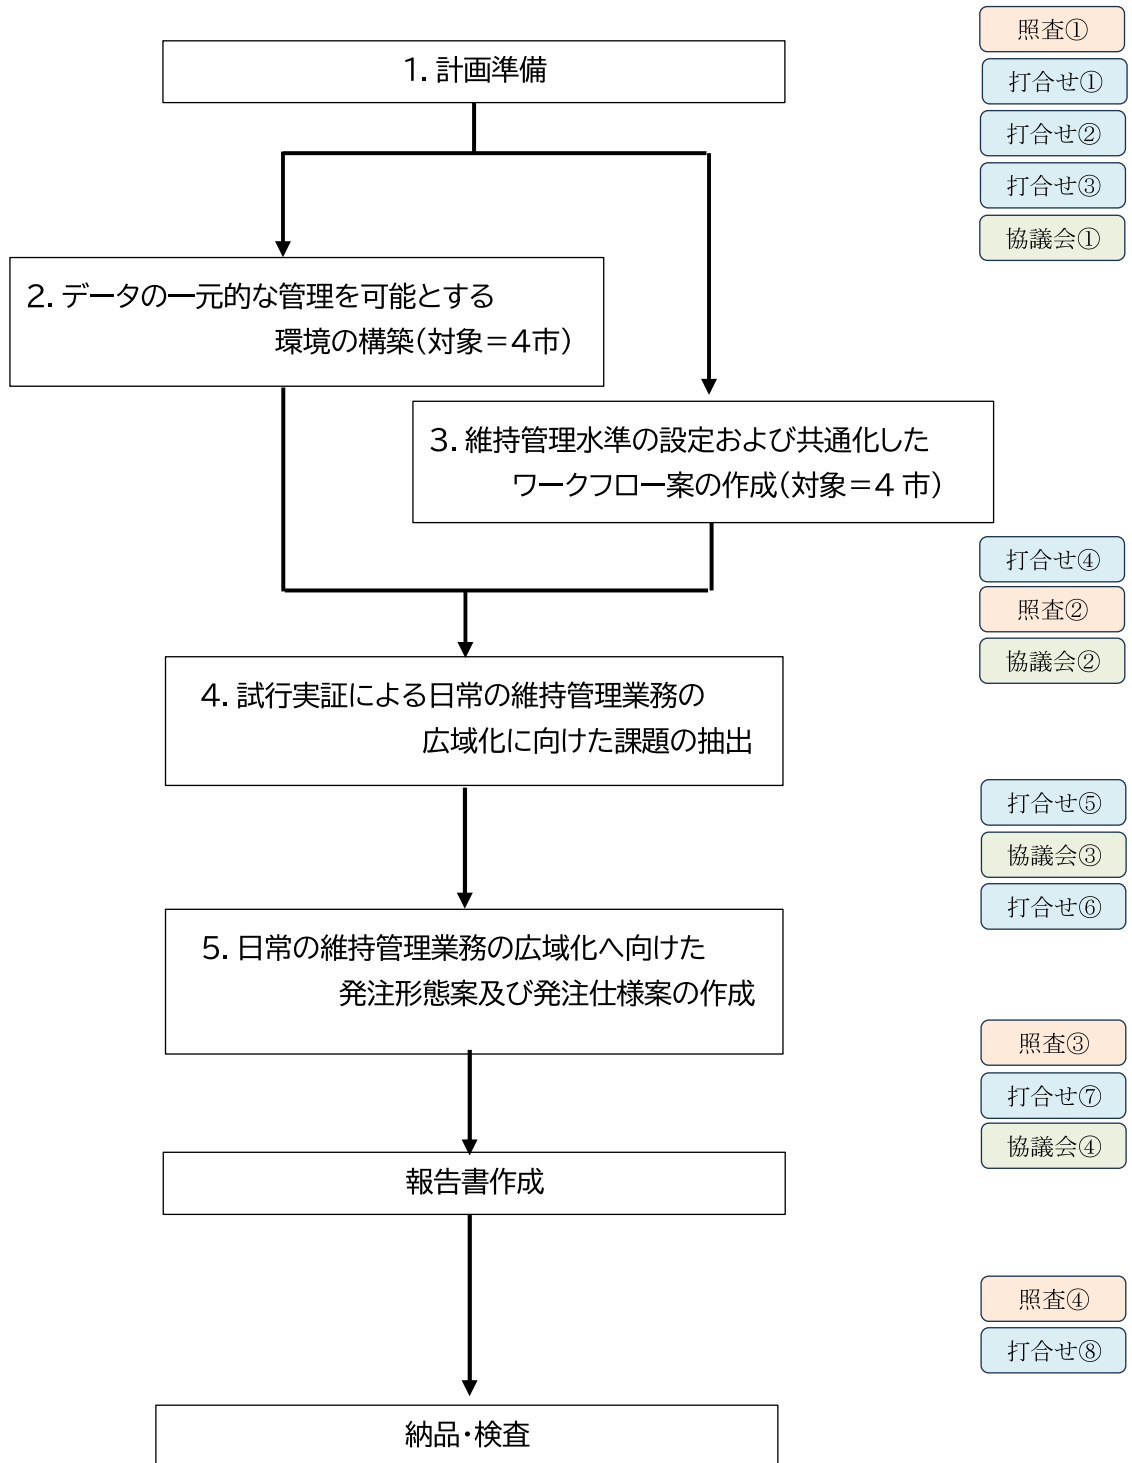 照査①
1. 計画準備
打合せ①
打合せ②
打合せ③
協議会①
2. データの一元的な管理を可能とする
環境の構築(対象=4市)
3. 維持管理水準の設定および共通化した
ワークフロー案の作成(対象=4 市)
打合せ④
照査②
協議会②
4. 試行実証による日常の維持管理業務の
広域化に向けた課題の抽出
打合せ⑤
協議会③
打合せ⑥
5. 日常の維持管理業務の広域化へ向けた
発注形態案及び発注仕様案の作成
照査③
打合せ⑦
協議会④
報告書作成
照査④
打合せ⑧
納品・検査